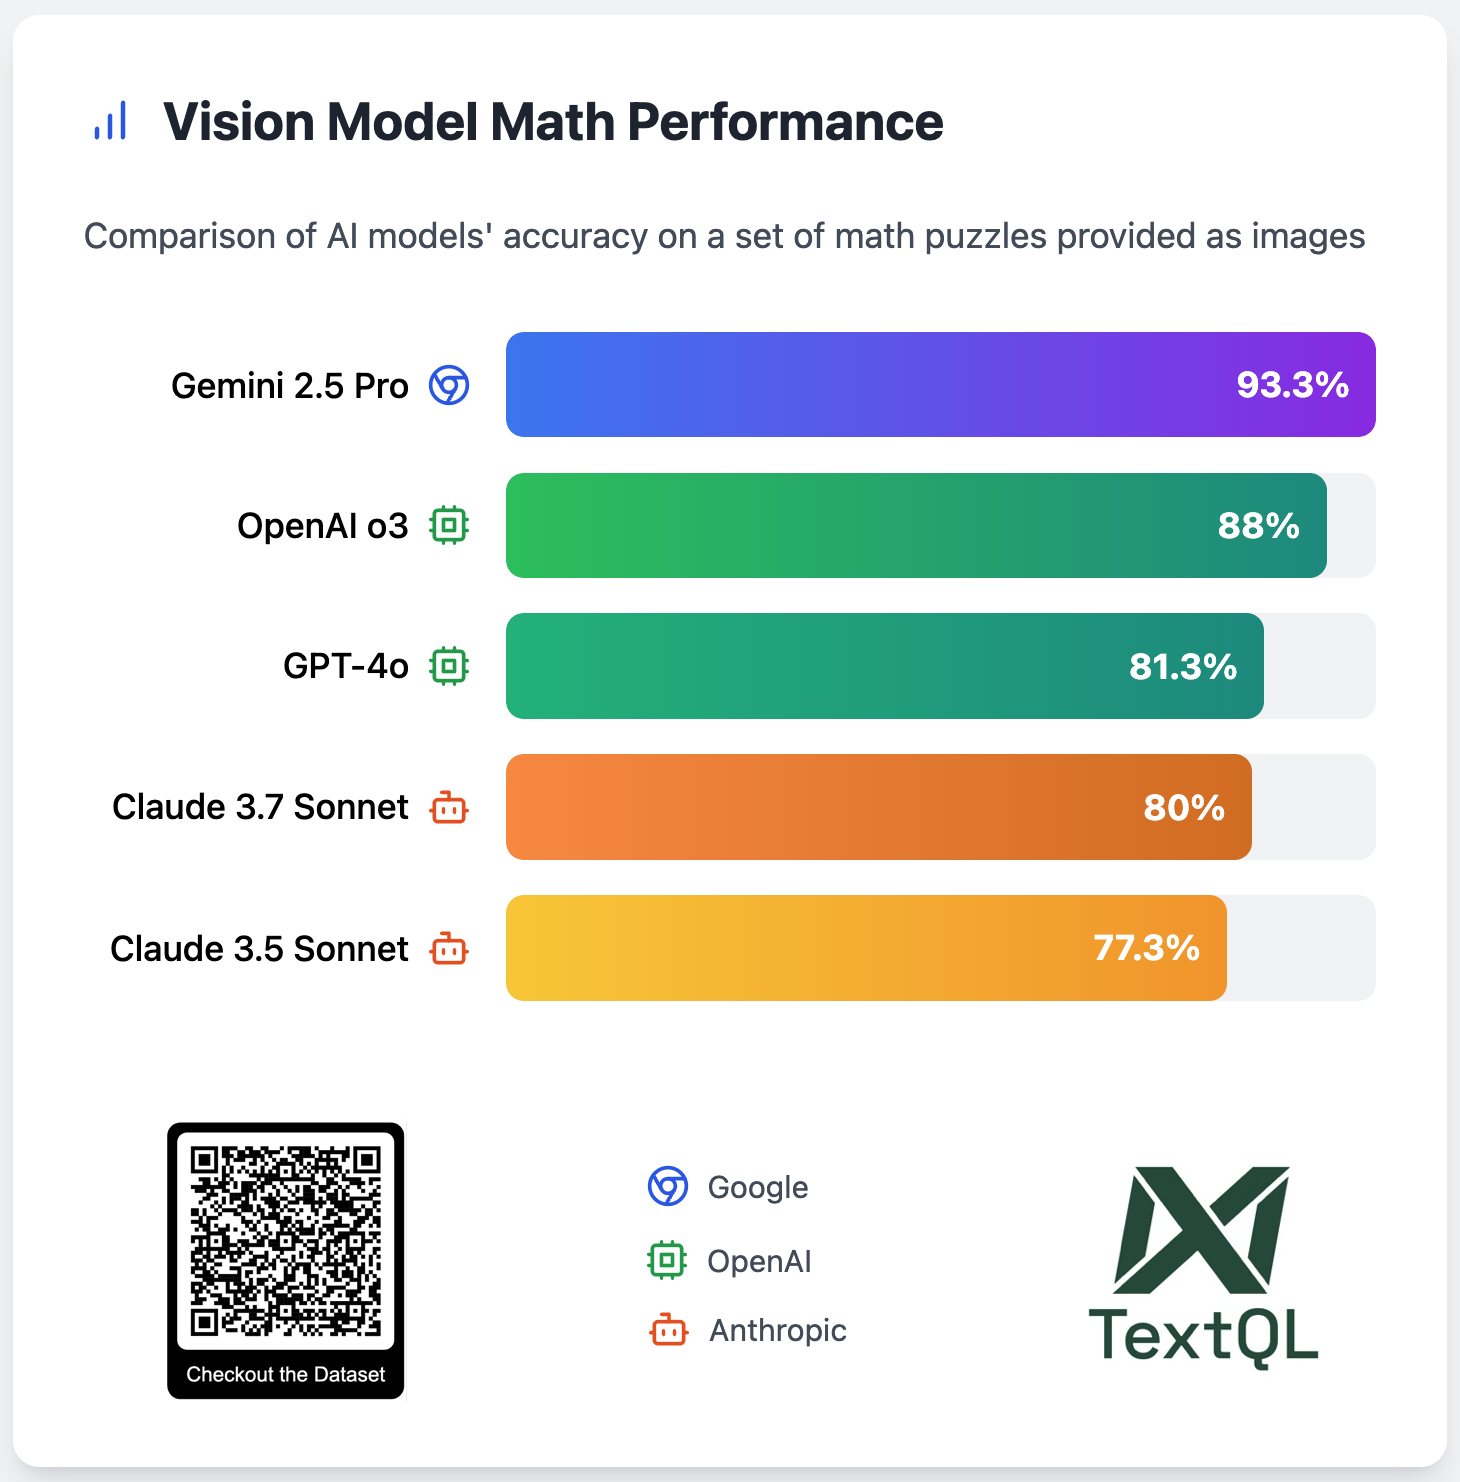 Vision Model Math Performance
Comparison of AI models' accuracy on a set of math puzzles provided as images
Gemini 2.5 Pro 93.3%
OpenAI o3 88%
GPT-4o 81.3%
Claude 3.7 Sonnet 80%
Claude 3.5 Sonnet 77.3%
Checkout the Dataset
Google
OpenAI
Anthropic
TextQL